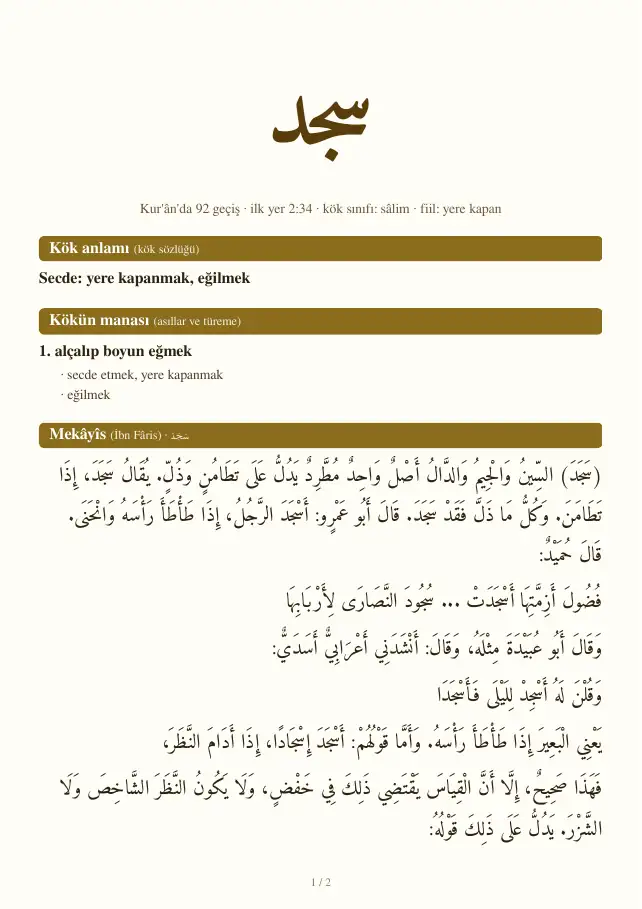 سجد
Kur'ân'da 92 geçiş · ilk yer 2:34 · kök sınıfı: sâlim · fiil: yere kapan
Kök anlamı (kök sözlüğü)
Secde: yere kapanmak, eğilmek
Kökün manası (asıllar ve türeme)
1. alçalıp boyun eğmek
· secde etmek, yere kapanmak
· eğilmek
Mekâyîs (İbn Fâris) · سَجَدَ
(سَجَدَ) السِّينُ وَالْجِيمُ وَالدَّالُ أَصْلٌ وَاحِدٌ مُطَّرِدٌ يَدُلُّ عَلَى تَطَامُنٍ وَذُلٍّ. يُقَالُ سَجَدَ، إِذَا
تَطَامَنَ. وَكُلُّ مَا ذَلَّ فَقَدْ سَجَدَ. قَالَ أَبُو عَمْرٍو: أَسْجَدَ الرَّجُلُ، إِذَا طَأْطَأَ رَأْسَهُ وَانْحَنَى.
قَالَ حُمَيْدٌ:
فُضُولَ أَزِمَّتِهَا أَسْجَدَتْ ... سُجُودَ النَّصَارَى لِأَرْبَابِهَا
وَقَالَ أَبُو عُبَيْدَةَ مِثْلَهُ، وَقَالَ: أَنْشَدَنِي أَعْرَابِيٌّ أَسَدِيٌّ:
وَقُلْنَ لَهُ أَسْجِدْ لِلَيْلَى فَأَسْجَدَا
يَعْنِي الْبَعِيرَ إِذَا طَأْطَأَ رَأْسَهُ. وَأَمَّا قَوْلُهُمْ: أَسْجَدَ إِسْجَادًا، إِذَا أَدَامَ النَّظَرَ،
فَهَذَا صَحِيحٌ، إِلَّا أَنَّ الْقِيَاسَ يَقْتَضِي ذَلِكَ فِي خَفْضٍ، وَلَا يَكُونُ النَّظَرَ الشَّاخِصَ وَلَا
الشَّزْرَ. يَدُلُّ عَلَى ذَلِكَ قَوْلُهُ:
1 / 2